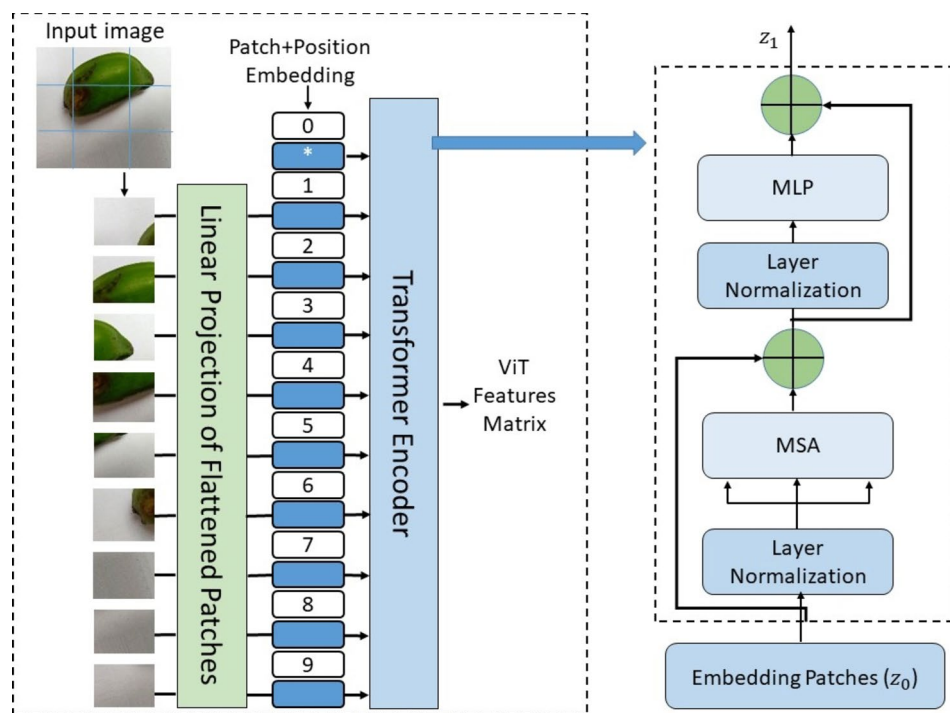 Input image
Patch+Position
Embedding
0
*
1
2
3
4
5
6
7
8
9
Linear Projection of Flattened Patches
Transformer Encoder
ViT
Features
Matrix
z₁
MLP
Layer
Normalization
MSA
Layer
Normalization
Embedding Patches (z₀)